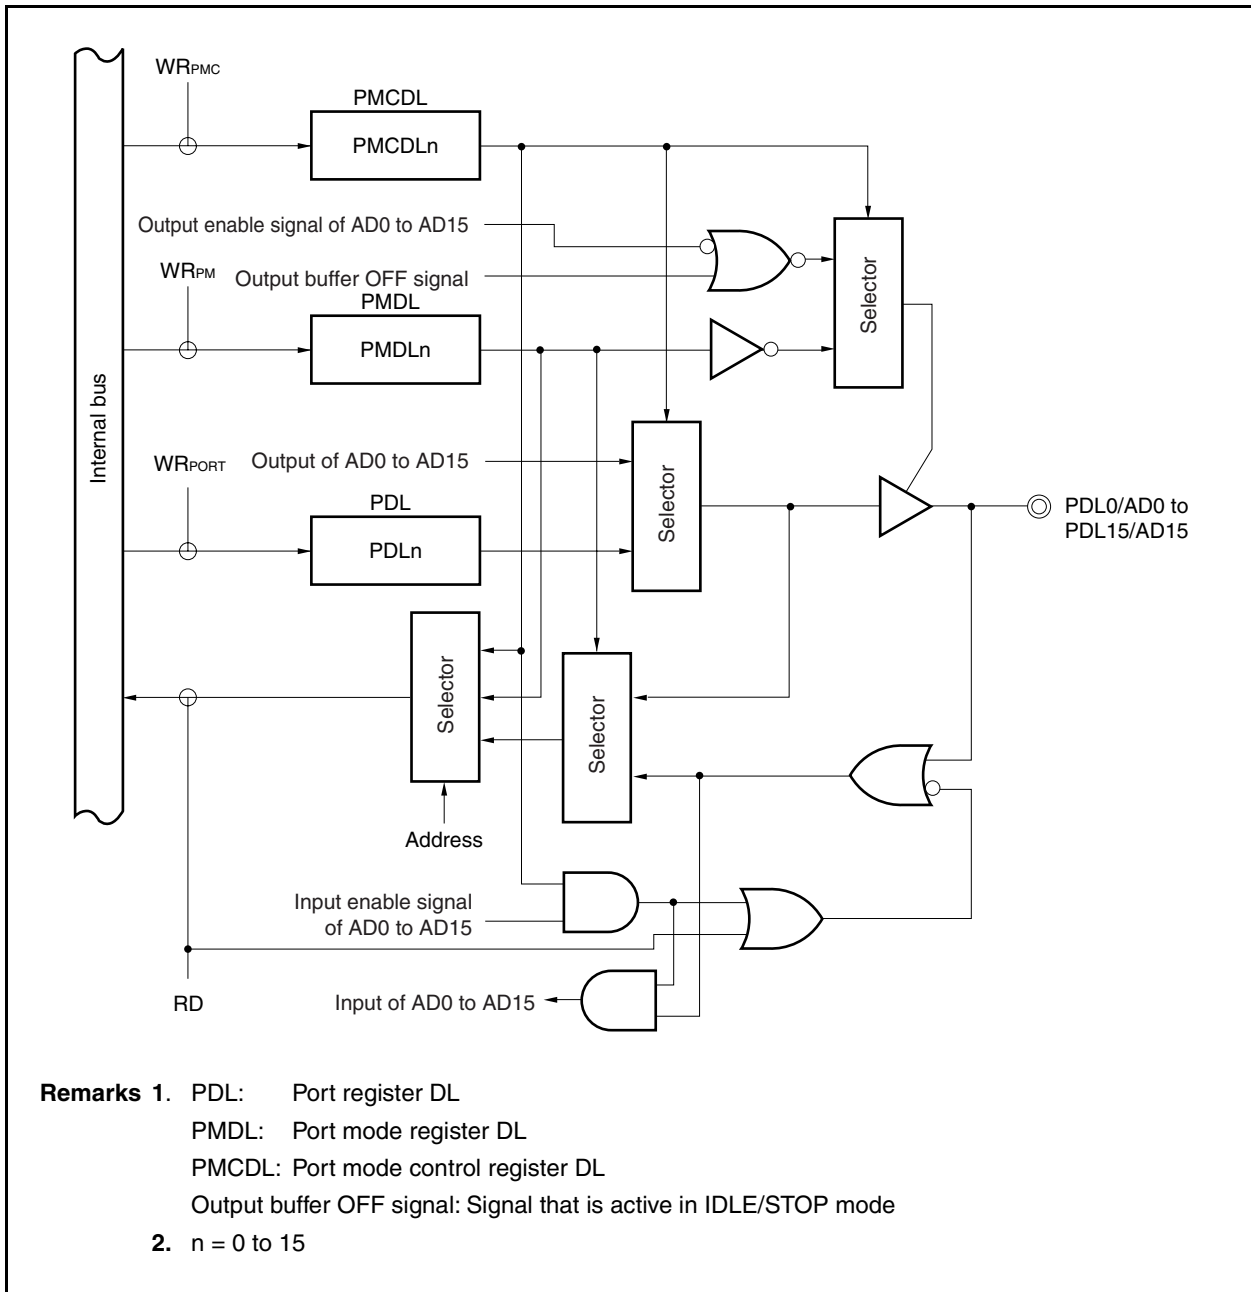 WRPMC
PMCDL
PMCDLn
Output enable signal of AD0 to AD15
WRPM
Output buffer OFF signal
PMDL
PMDLn
Selector
Internal bus
WRPORT
Output of AD0 to AD15
PDL
PDLn
Selector
PDL0/AD0 to
PDL15/AD15
Selector
Selector
Address
Input enable signal
of AD0 to AD15
RD
Input of AD0 to AD15
Remarks 1. PDL: Port register DL
PMDL: Port mode register DL
PMCDL: Port mode control register DL
Output buffer OFF signal: Signal that is active in IDLE/STOP mode
2. n = 0 to 15